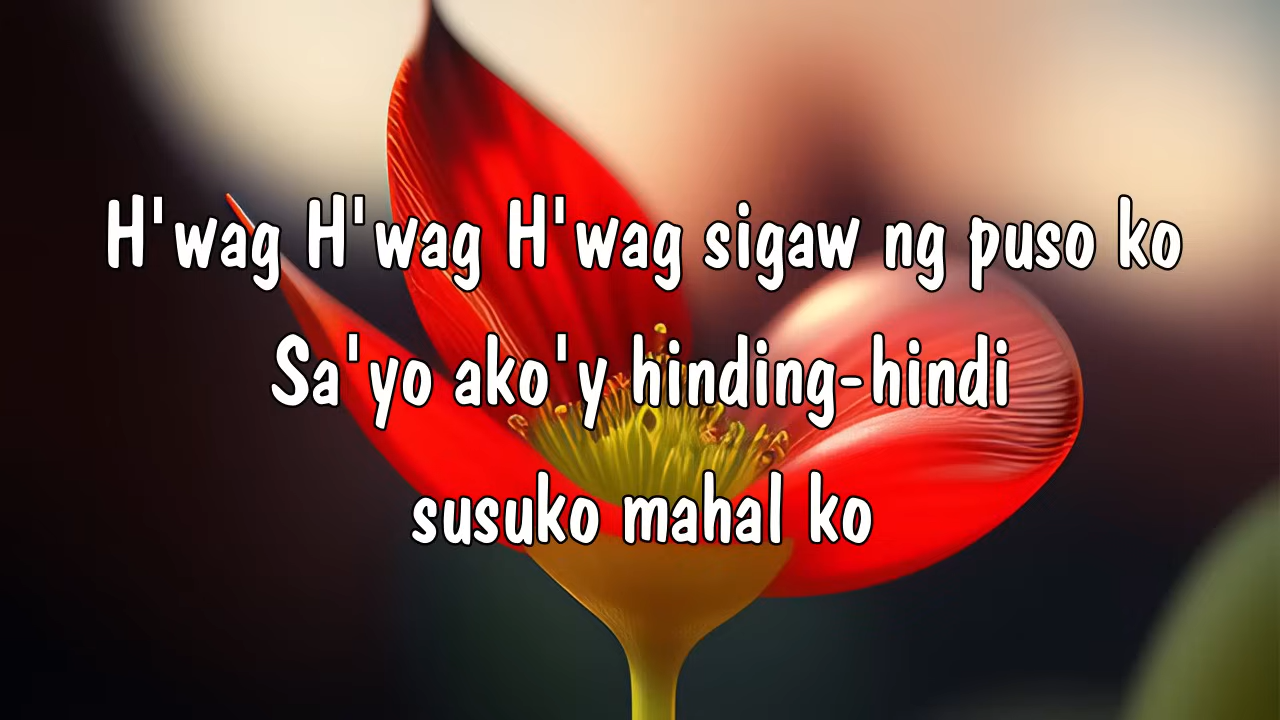 H'wag H'wag H'wag sigaw ng puso ko
Sa'yo ako'y hinding-hindi
susuko mahal ko